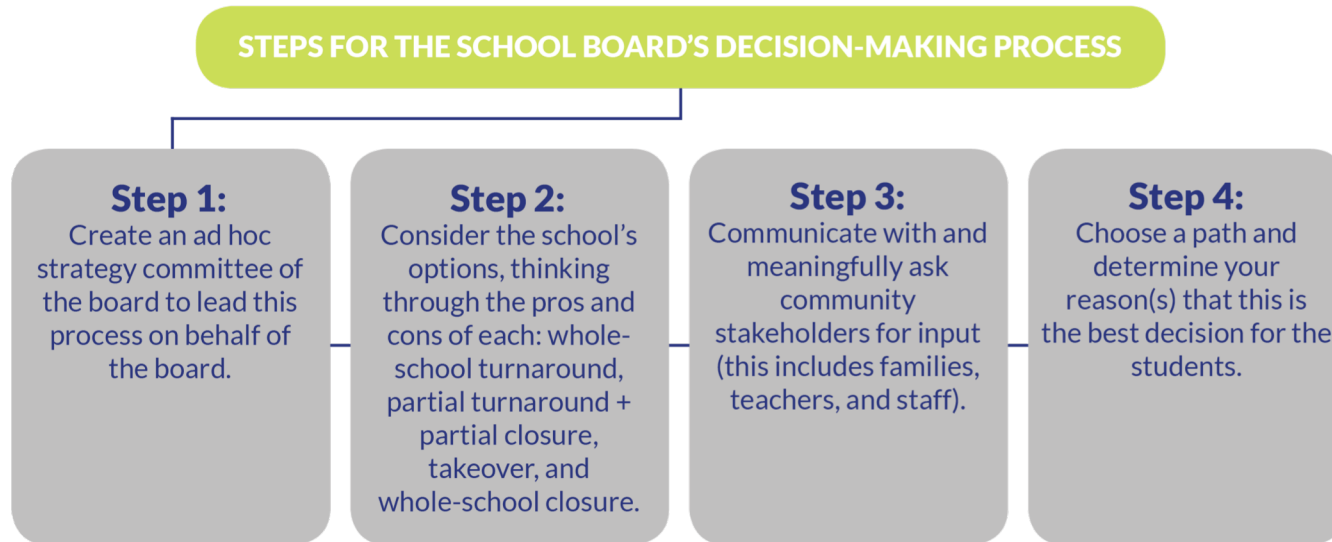 STEPS FOR THE SCHOOL BOARD’S DECISION-MAKING PROCESS
Step 1:
Create an ad hoc
strategy committee of
the board to lead this
process on behalf of
the board.
Step 2:
Consider the school’s
options, thinking
through the pros and
cons of each: whole-
school turnaround,
partial turnaround +
partial closure,
takeover, and
whole-school closure.
Step 3:
Communicate with and
meaningfully ask
community
stakeholders for input
(this includes families,
teachers, and staff).
Step 4:
Choose a path and
determine your
reason(s) that this is
the best decision for the
students.